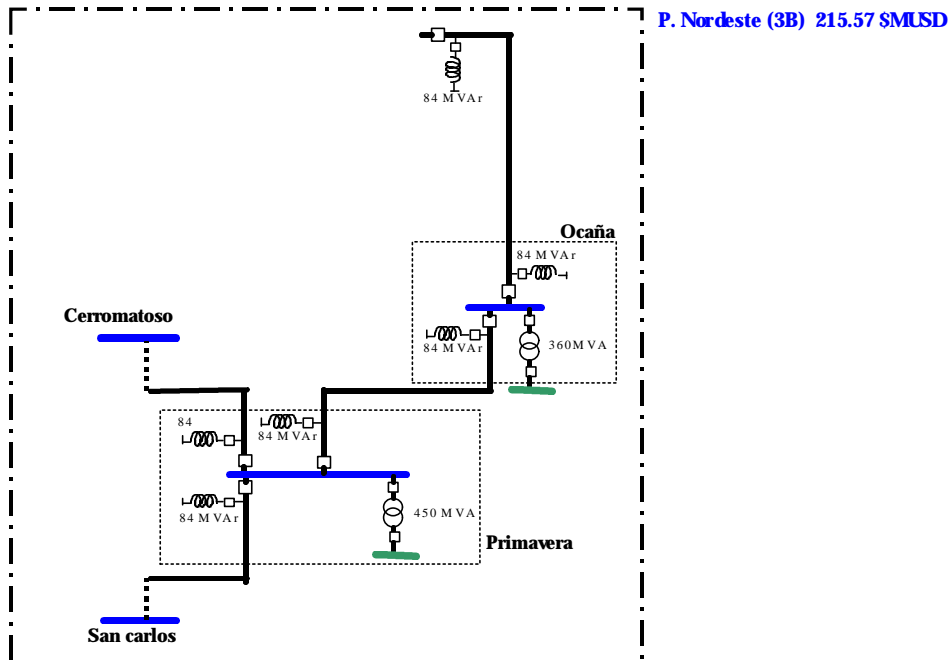 P. Nordeste (3B) 215.57 $MUSD
84 MVAr
Ocaña
84 MVAr
Cerromatoso
84 MVAr
360MVA
84
84 MVAr
84 MVAr
450 MVA
Primavera
San carlos